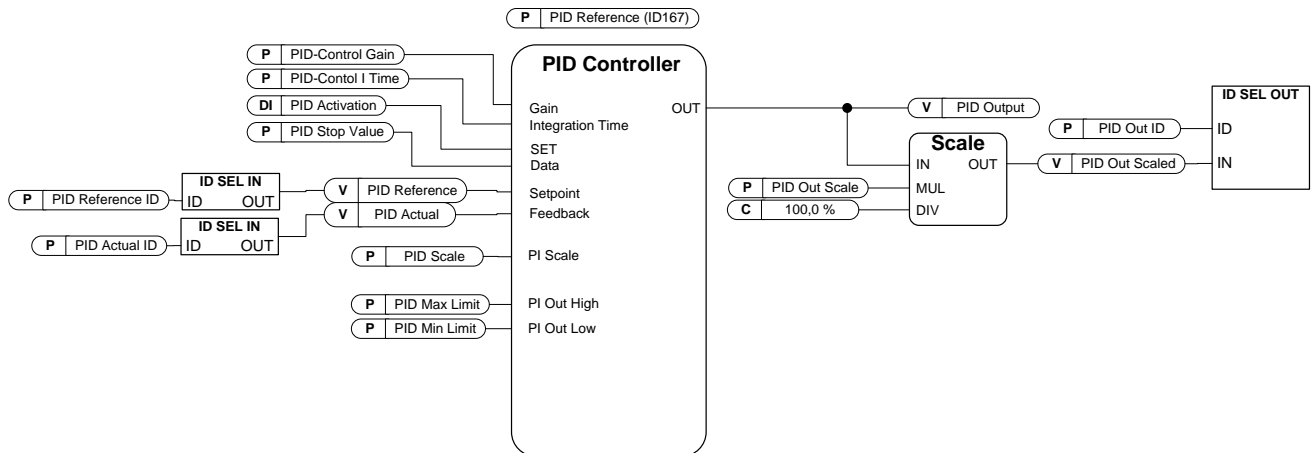 P PID Reference (ID167)
PID Controller
P PID-Control Gain
P PID-Contol I Time
DI PID Activation
P PID Stop Value
Gain
Integration Time
SET
Data
OUT
V PID Output
ID SEL OUT
P PID Out ID
ID
Scale
IN OUT
V PID Out Scaled
IN
P PID Out Scale
MUL
C 100,0 %
DIV
ID SEL IN
P PID Reference ID
ID OUT
V PID Reference
Setpoint
ID SEL IN
P PID Actual ID
ID OUT
V PID Actual
Feedback
P PID Scale
PI Scale
P PID Max Limit
PI Out High
P PID Min Limit
PI Out Low